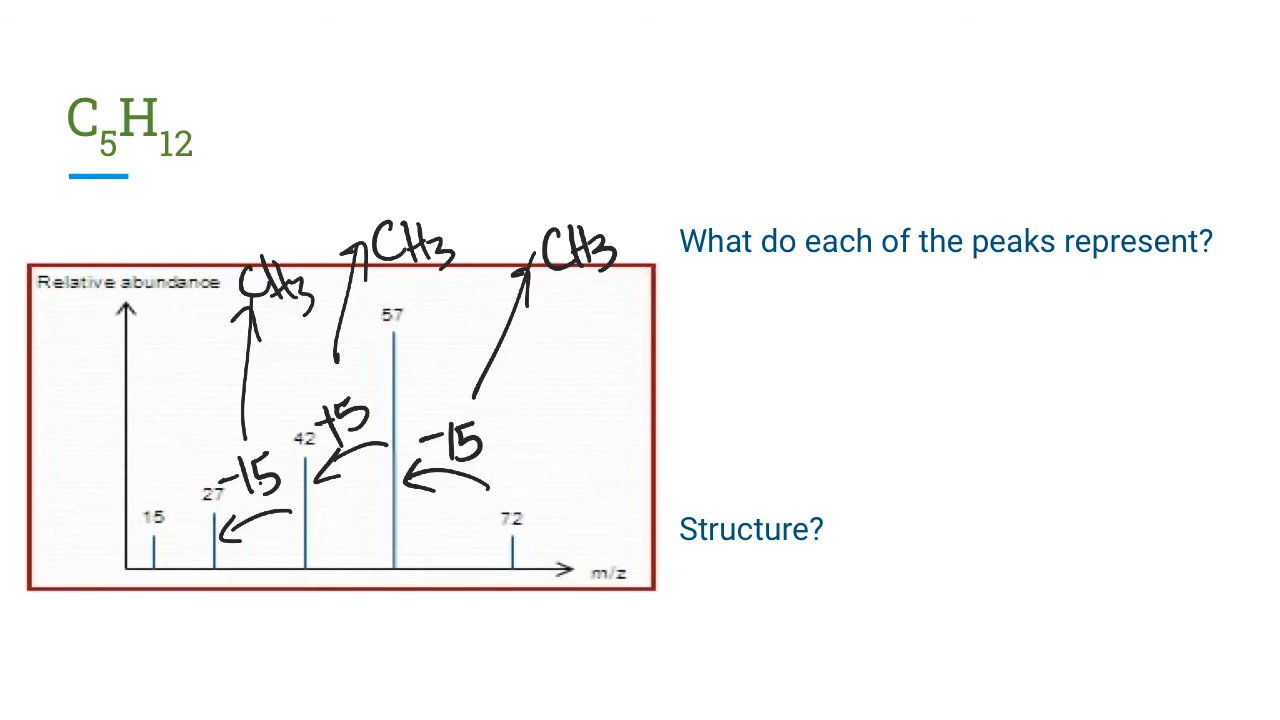 C₅H₁₂
What do each of the peaks represent?
CH₃
CH₃
Relative abundance
CH₃
57
42
-15
-15
27
-15
15
72
m/z
Structure?